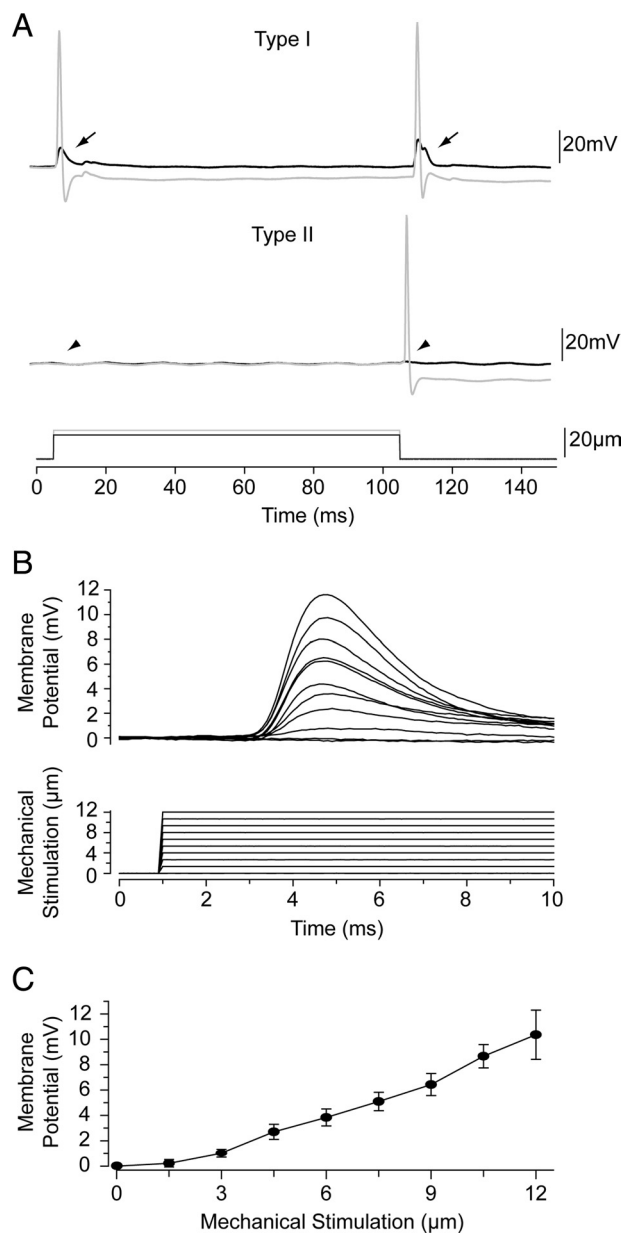 A
Type I
20mV
Type II
20mV
20μm
0 20 40 60 80 100 120 140
Time (ms)
B
Membrane
Potential (mV)
12
10
8
6
4
2
0
Mechanical
Stimulation (μm)
12
8
4
0
0 2 4 6 8 10
Time (ms)
C
Membrane
Potential (mV)
12
10
8
6
4
2
0
0 3 6 9 12
Mechanical Stimulation (μm)